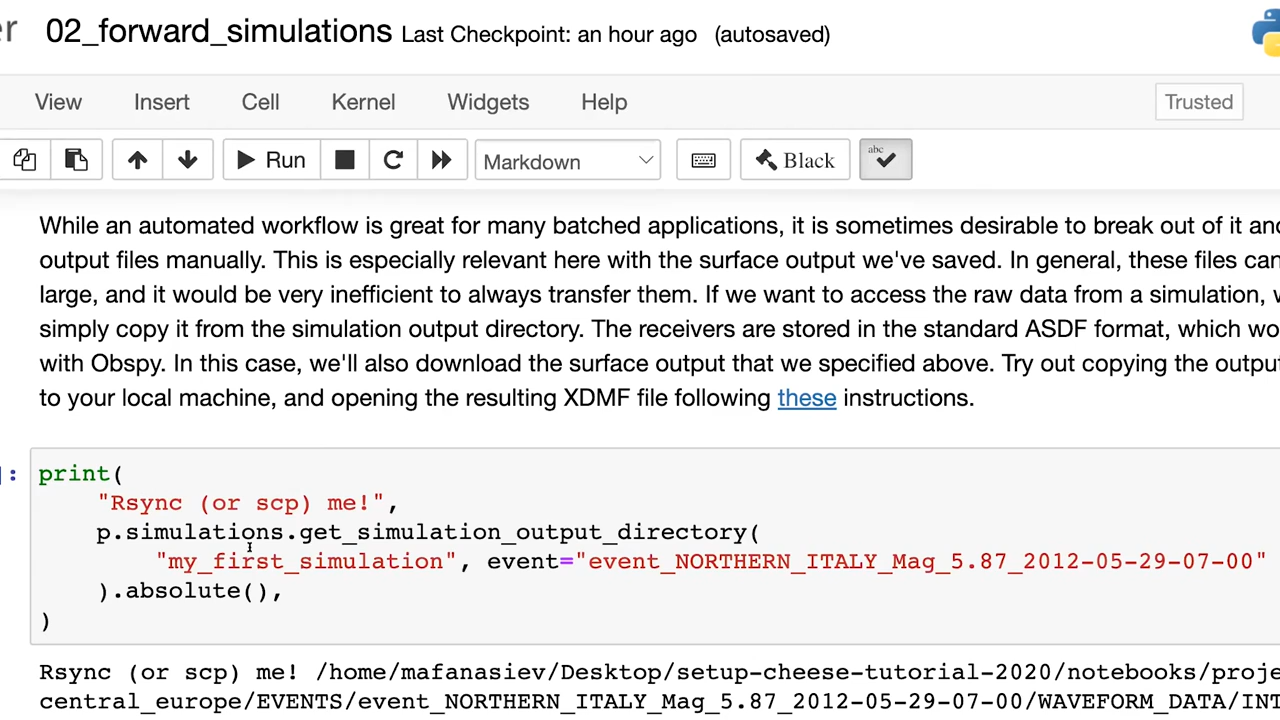 r 02_forward_simulations Last Checkpoint: an hour ago (autosaved)
View Insert Cell Kernel Widgets Help Trusted
Run Markdown Black abc
While an automated workflow is great for many batched applications, it is sometimes desirable to break out of it and
output files manually. This is especially relevant here with the surface output we've saved. In general, these files can
large, and it would be very inefficient to always transfer them. If we want to access the raw data from a simulation, w
simply copy it from the simulation output directory. The receivers are stored in the standard ASDF format, which wo
with Obspy. In this case, we'll also download the surface output that we specified above. Try out copying the output
to your local machine, and opening the resulting XDMF file following these instructions.
]: print(
"Rsync (or scp) me!",
p.simulations.get_simulation_output_directory(
"my_first_simulation", event="event_NORTHERN_ITALY_Mag_5.87_2012-05-29-07-00"
).absolute(),
)
Rsync (or scp) me! /home/mafanasiev/Desktop/setup-cheese-tutorial-2020/notebooks/proje
central_europe/EVENTS/event_NORTHERN_ITALY_Mag_5.87_2012-05-29-07-00/WAVEFORM_DATA/INT